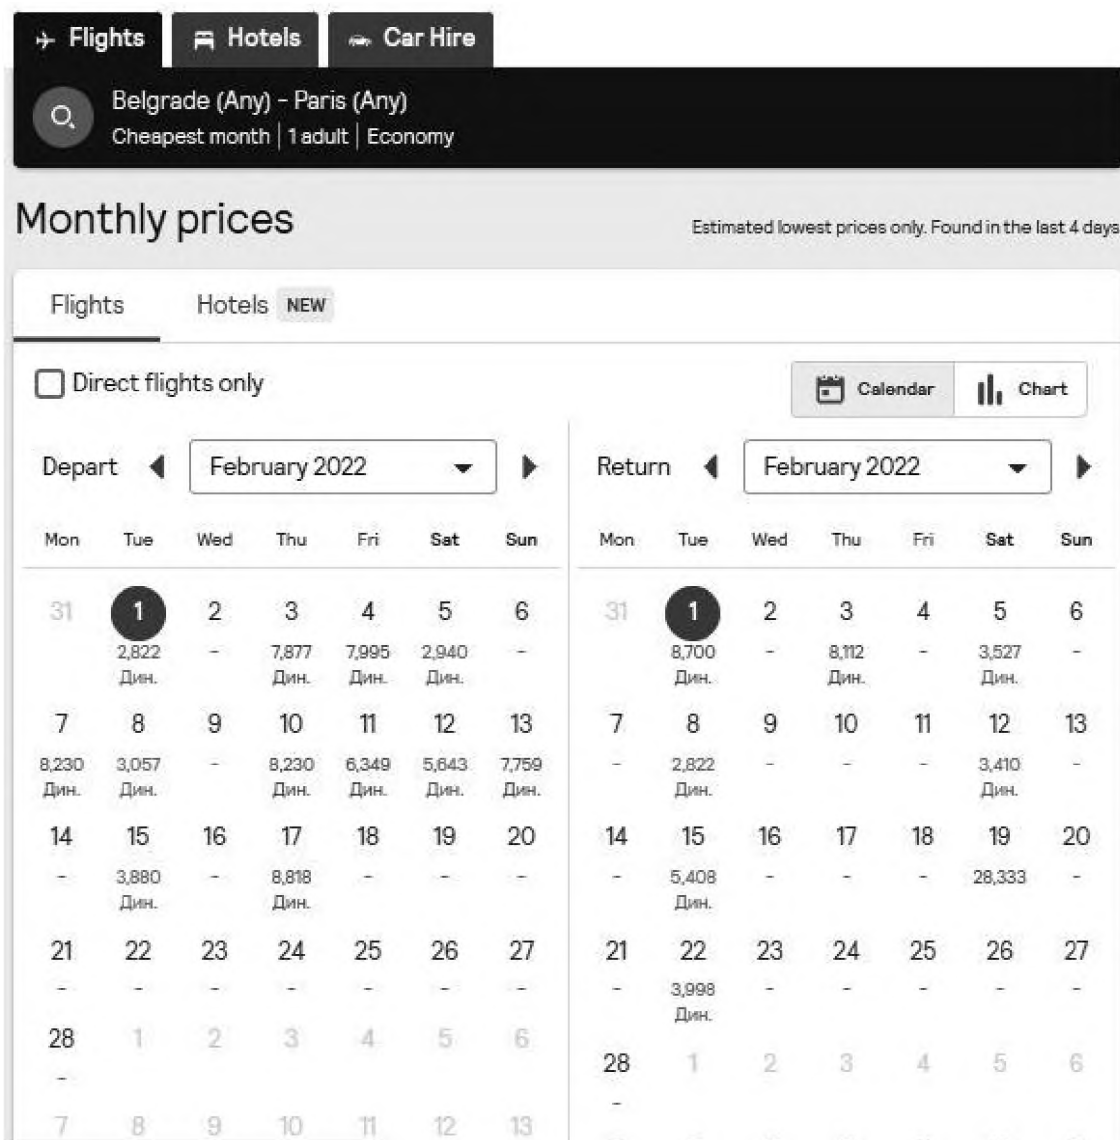 Flights Hotels Car Hire
Belgrade (Any) - Paris (Any)
Cheapest month | 1 adult | Economy
Monthly prices
Estimated lowest prices only. Found in the last 4 days
Flights Hotels NEW
Direct flights only
Calendar Chart
Depart February 2022
Mon Tue Wed Thu Fri Sat Sun
31 1 2 3 4 5 6
2,822 - 7,877 7,995 2,940 -
Дин. Дин. Дин. Дин.
7 8 9 10 11 12 13
8,230 3,057 - 8,230 6,349 5,643 7,759
Дин. Дин. Дин. Дин. Дин. Дин.
14 15 16 17 18 19 20
- 3,880 - 8,818 - - -
Дин. Дин.
21 22 23 24 25 26 27
- - - - - - -
28 1 2 3 4 5 6
-
7 8 9 10 11 12 13
Return February 2022
Mon Tue Wed Thu Fri Sat Sun
31 1 2 3 4 5 6
8,700 - 8,112 - 3,527 -
Дин. Дин. Дин.
7 8 9 10 11 12 13
- 2,822 - - - 3,410 -
Дин. Дин.
14 15 16 17 18 19 20
- 5,408 - - - 28,333 -
Дин.
21 22 23 24 25 26 27
- 3,998 - - - - -
Дин.
28 1 2 3 4 5 6
-